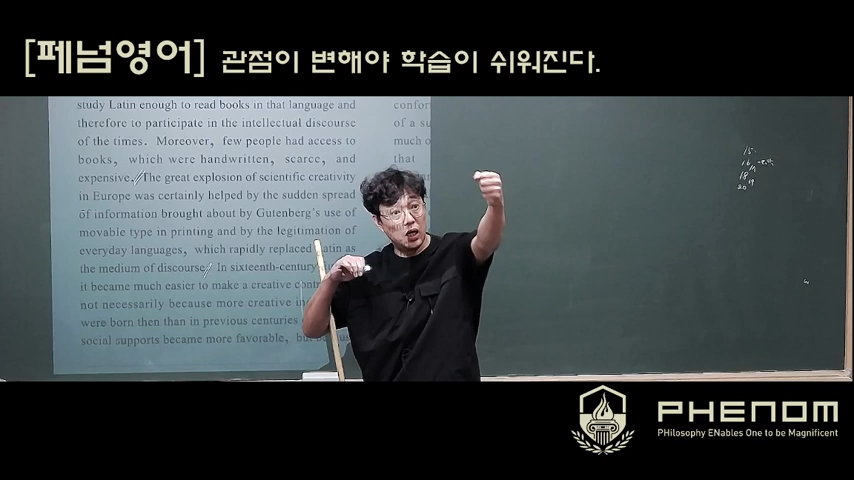 [페넘영어] 관점이 변해야 학습이 쉬워진다.
study Latin enough to read books in that language and
therefore to participate in the intellectual discourse
of the times. Moreover, few people had access to
books, which were handwritten, scarce, and
expensive. The great explosion of scientific creativity
in Europe was certainly helped by the sudden spread
of information brought about by Gutenberg's use of
movable type in printing and by the legitimation of
everyday languages, which rapidly replaced Latin as
the medium of discourse. In sixteenth-century
it became much easier to make a creative
not necessarily because more creative
were born then than in previous centuries
social supports became more favorable,
of a
much
that
15.
16
18
19
20
PHENOM
PHilosophy ENables One to be Magnificent